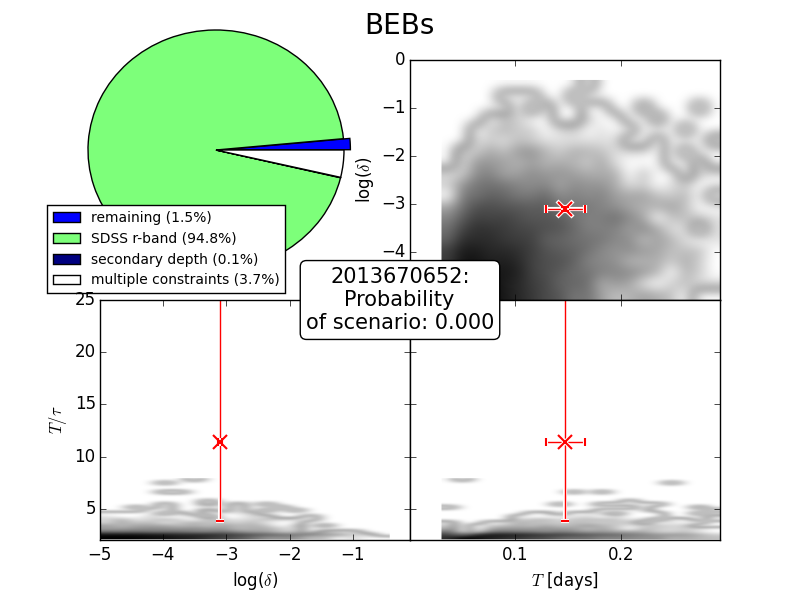 BEBs
remaining (1.5%)
SDSS r-band (94.8%)
secondary depth (0.1%)
multiple constraints (3.7%)
log(δ)
0
−1
−2
−3
−4
2013670652:
Probability
of scenario: 0.000
T/τ
25
20
15
10
5
−5 −4 −3 −2 −1
log(δ)
0.1 0.2
T [days]